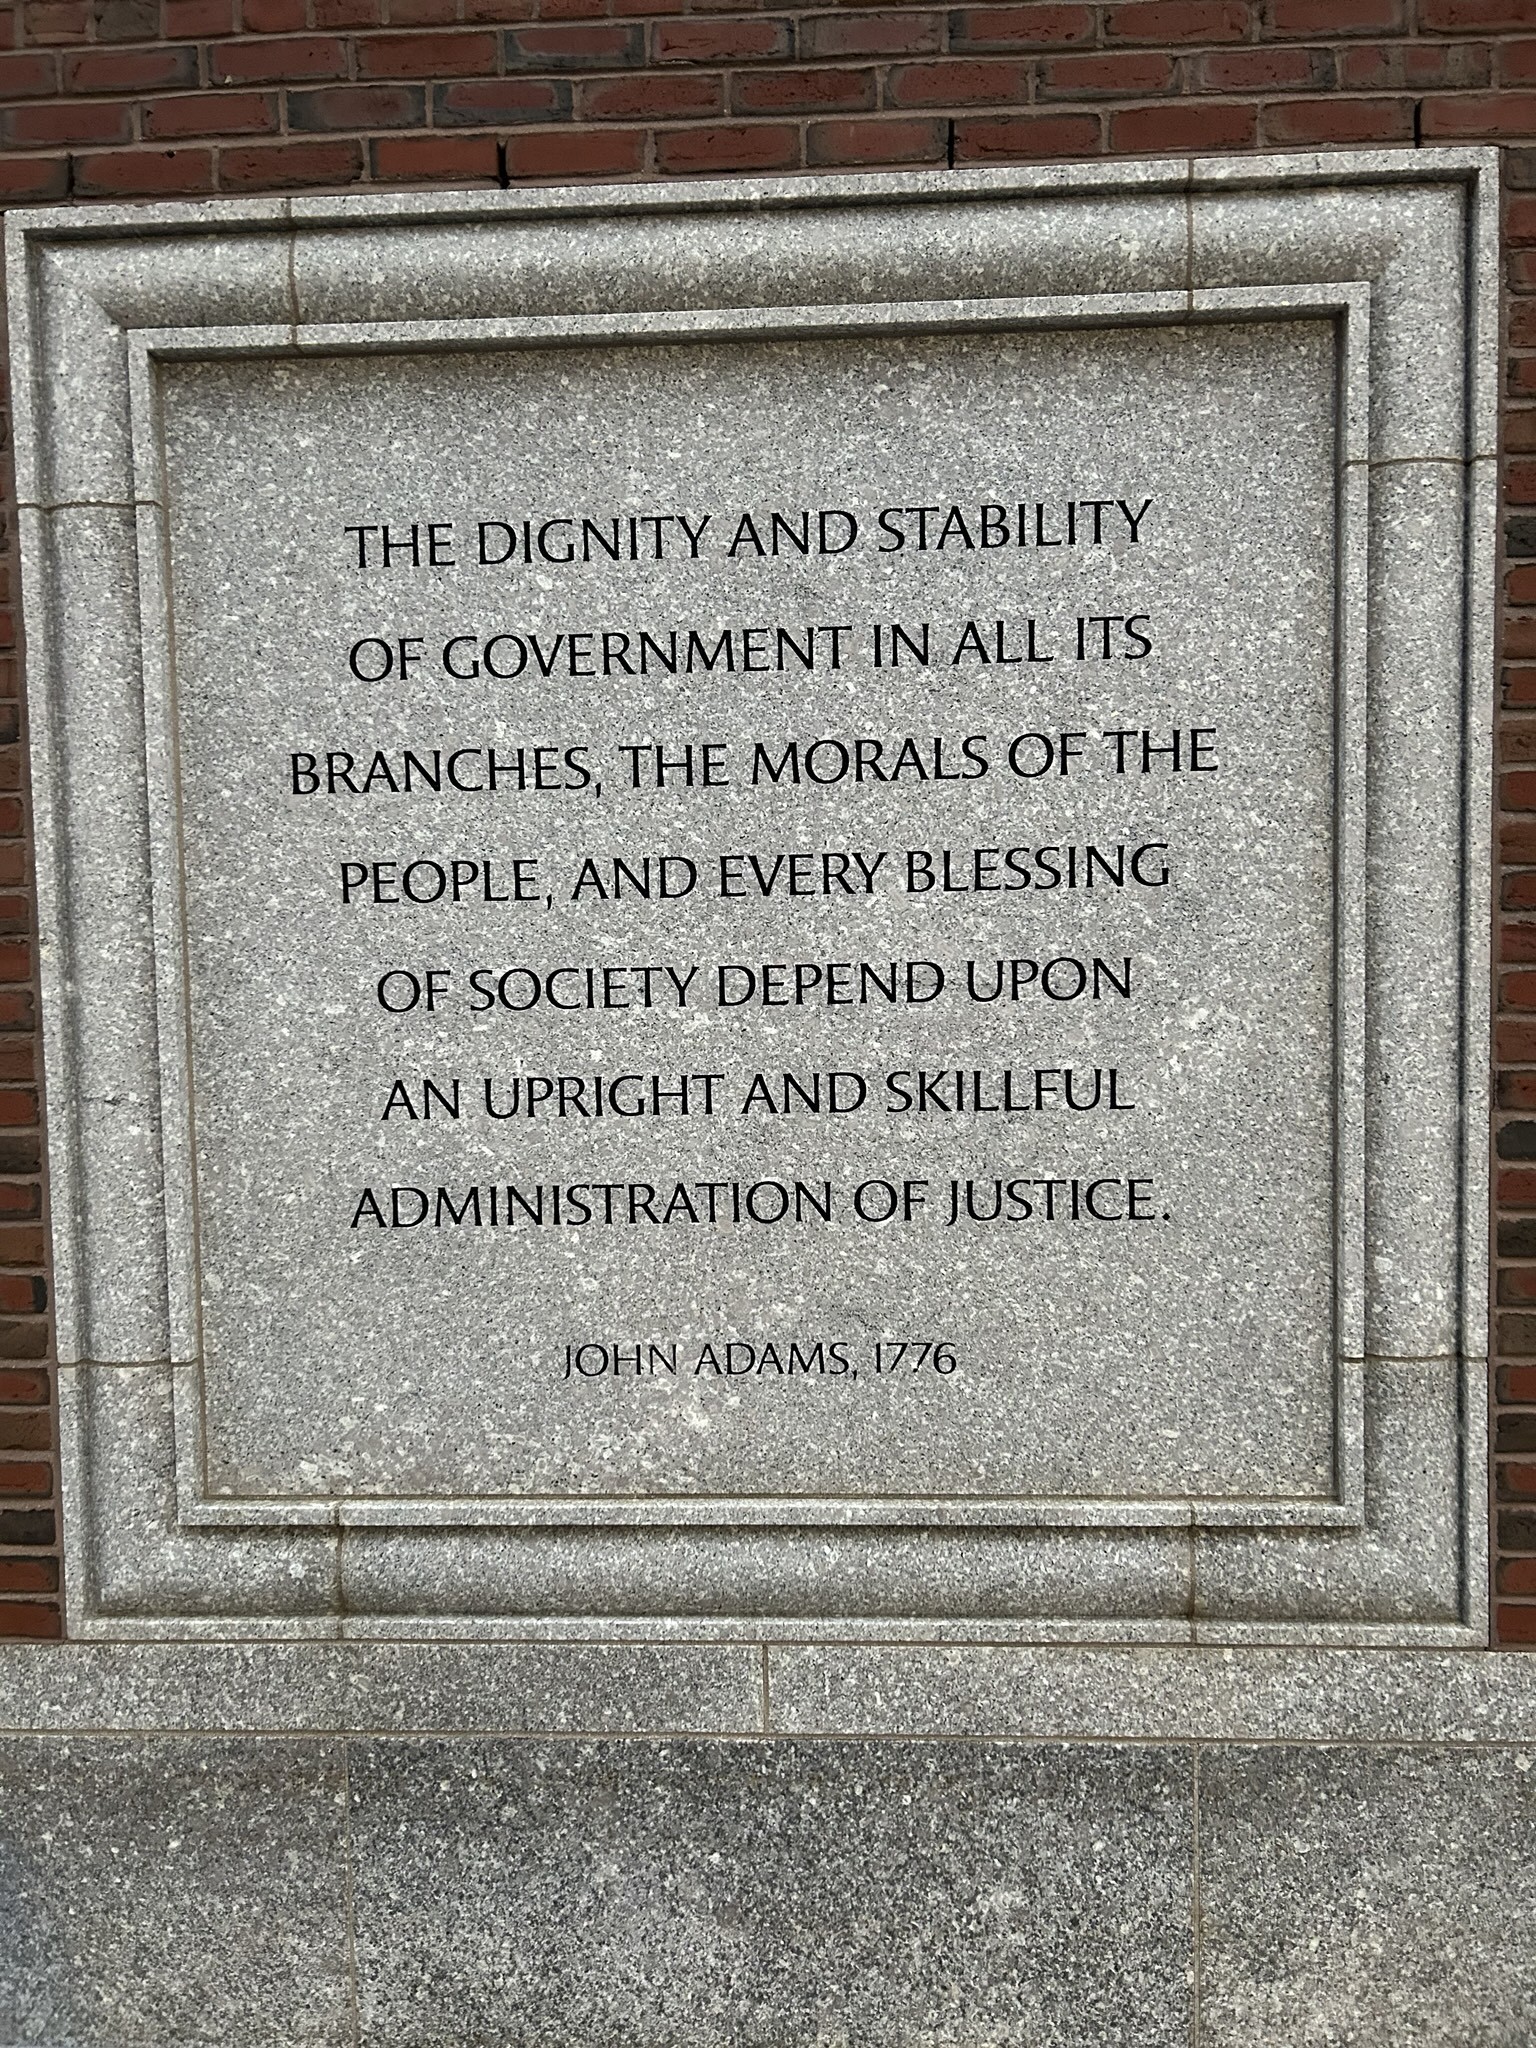 THE DIGNITY AND STABILITY
OF GOVERNMENT IN ALL ITS
BRANCHES, THE MORALS OF THE
PEOPLE, AND EVERY BLESSING
OF SOCIETY DEPEND UPON
AN UPRIGHT AND SKILLFUL
ADMINISTRATION OF JUSTICE.
JOHN ADAMS, 1776